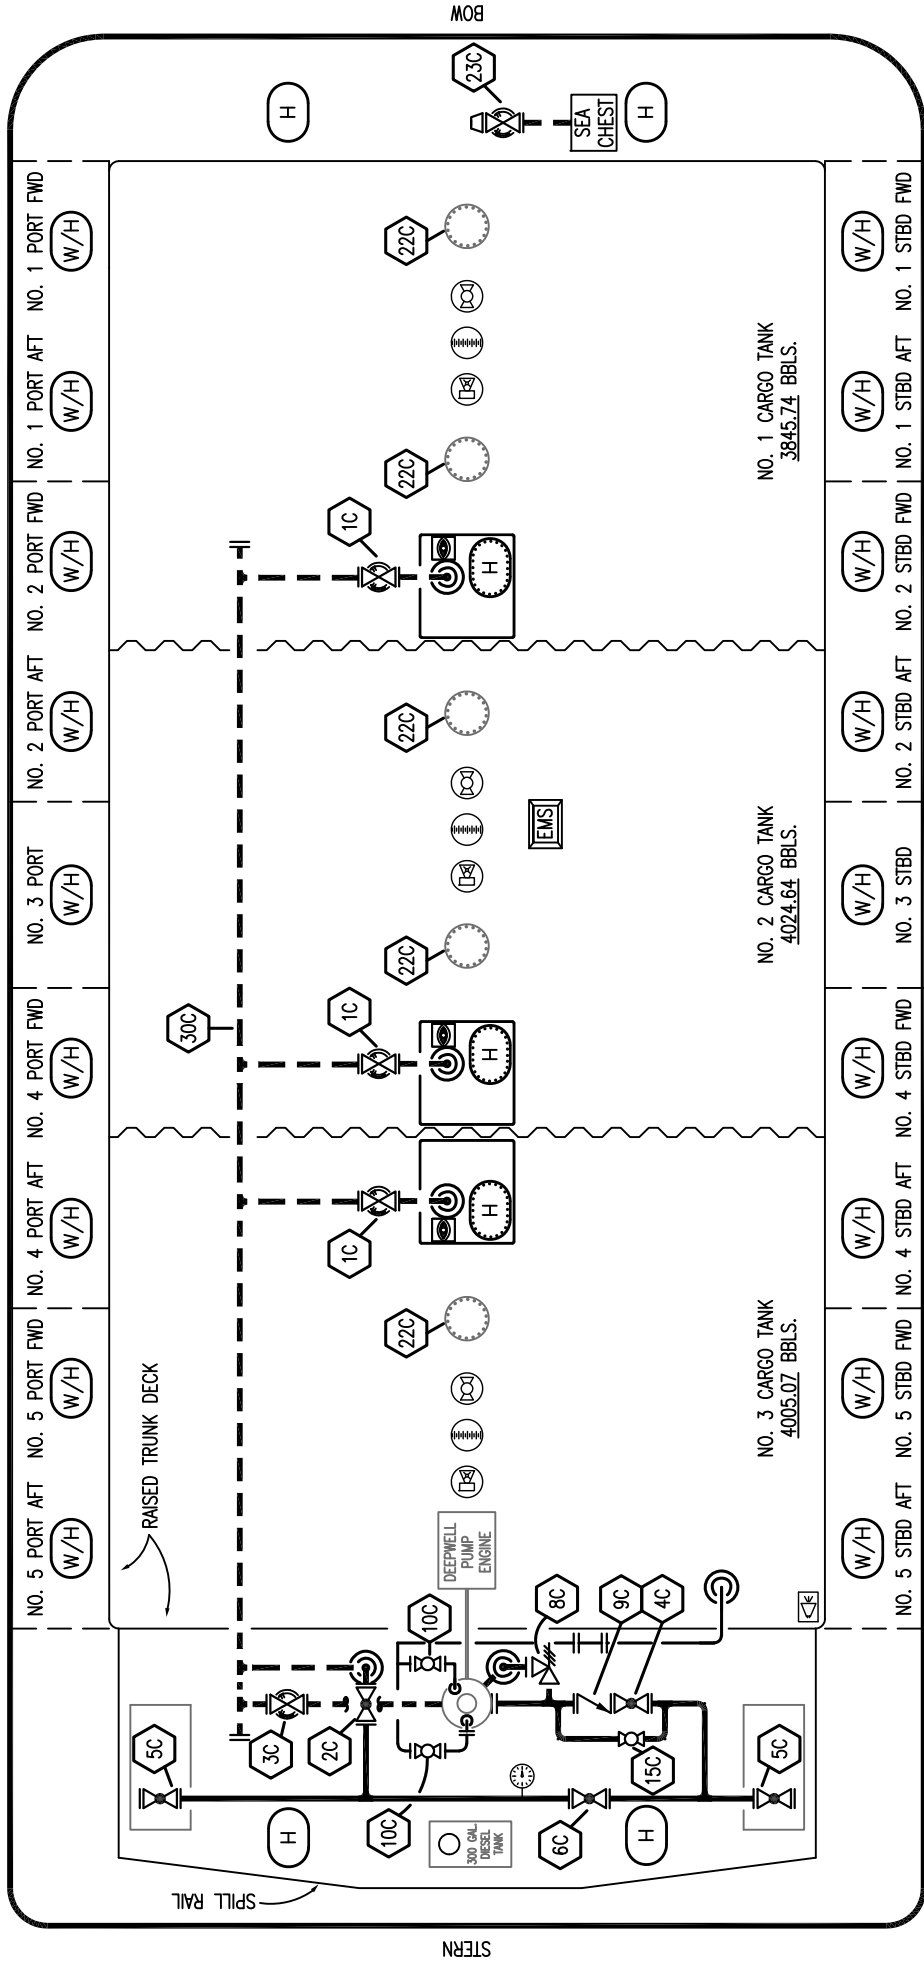 BOW
NO. 1 PORT FWD
W/H
NO. 1 PORT AFT
W/H
NO. 2 PORT FWD
W/H
NO. 2 PORT AFT
W/H
NO. 3 PORT
W/H
NO. 4 PORT FWD
W/H
NO. 4 PORT AFT
W/H
NO. 5 PORT FWD
W/H
NO. 5 PORT AFT
W/H
H
23C
SEA
CHEST
H
22C
22C
1C
H
NO. 1 CARGO TANK
3845.74 BBLS.
22C
EMS
22C
30C
1C
H
NO. 2 CARGO TANK
4024.64 BBLS.
1C
H
22C
NO. 3 CARGO TANK
4005.07 BBLS.
RAISED TRUNK DECK
DEEPWELL
PUMP
ENGINE
10C
8C
9C
4C
3C
2C
15C
5C
10C
6C
5C
H
300 GAL.
DIESEL
TANK
H
SPILL RAIL
W/H
NO. 1 STBD FWD
W/H
NO. 1 STBD AFT
W/H
NO. 2 STBD FWD
W/H
NO. 2 STBD AFT
W/H
NO. 3 STBD
W/H
NO. 4 STBD FWD
W/H
NO. 4 STBD AFT
W/H
NO. 5 STBD FWD
W/H
NO. 5 STBD AFT
STERN